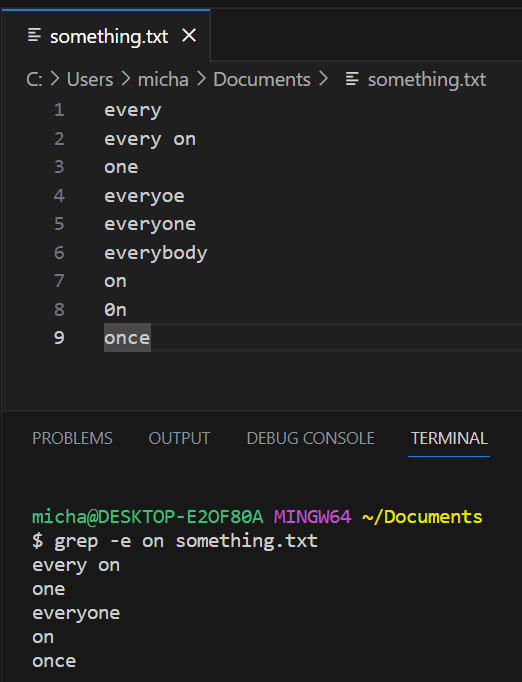 something.txt
C: > Users > micha > Documents > something.txt
1 every
2 every on
3 one
4 everyoe
5 everyone
6 everybody
7 on
8 0n
9 once
PROBLEMS OUTPUT DEBUG CONSOLE TERMINAL
micha@DESKTOP-E2OF80A MINGW64 ~/Documents
$ grep -e on something.txt
every on
one
everyone
on
once